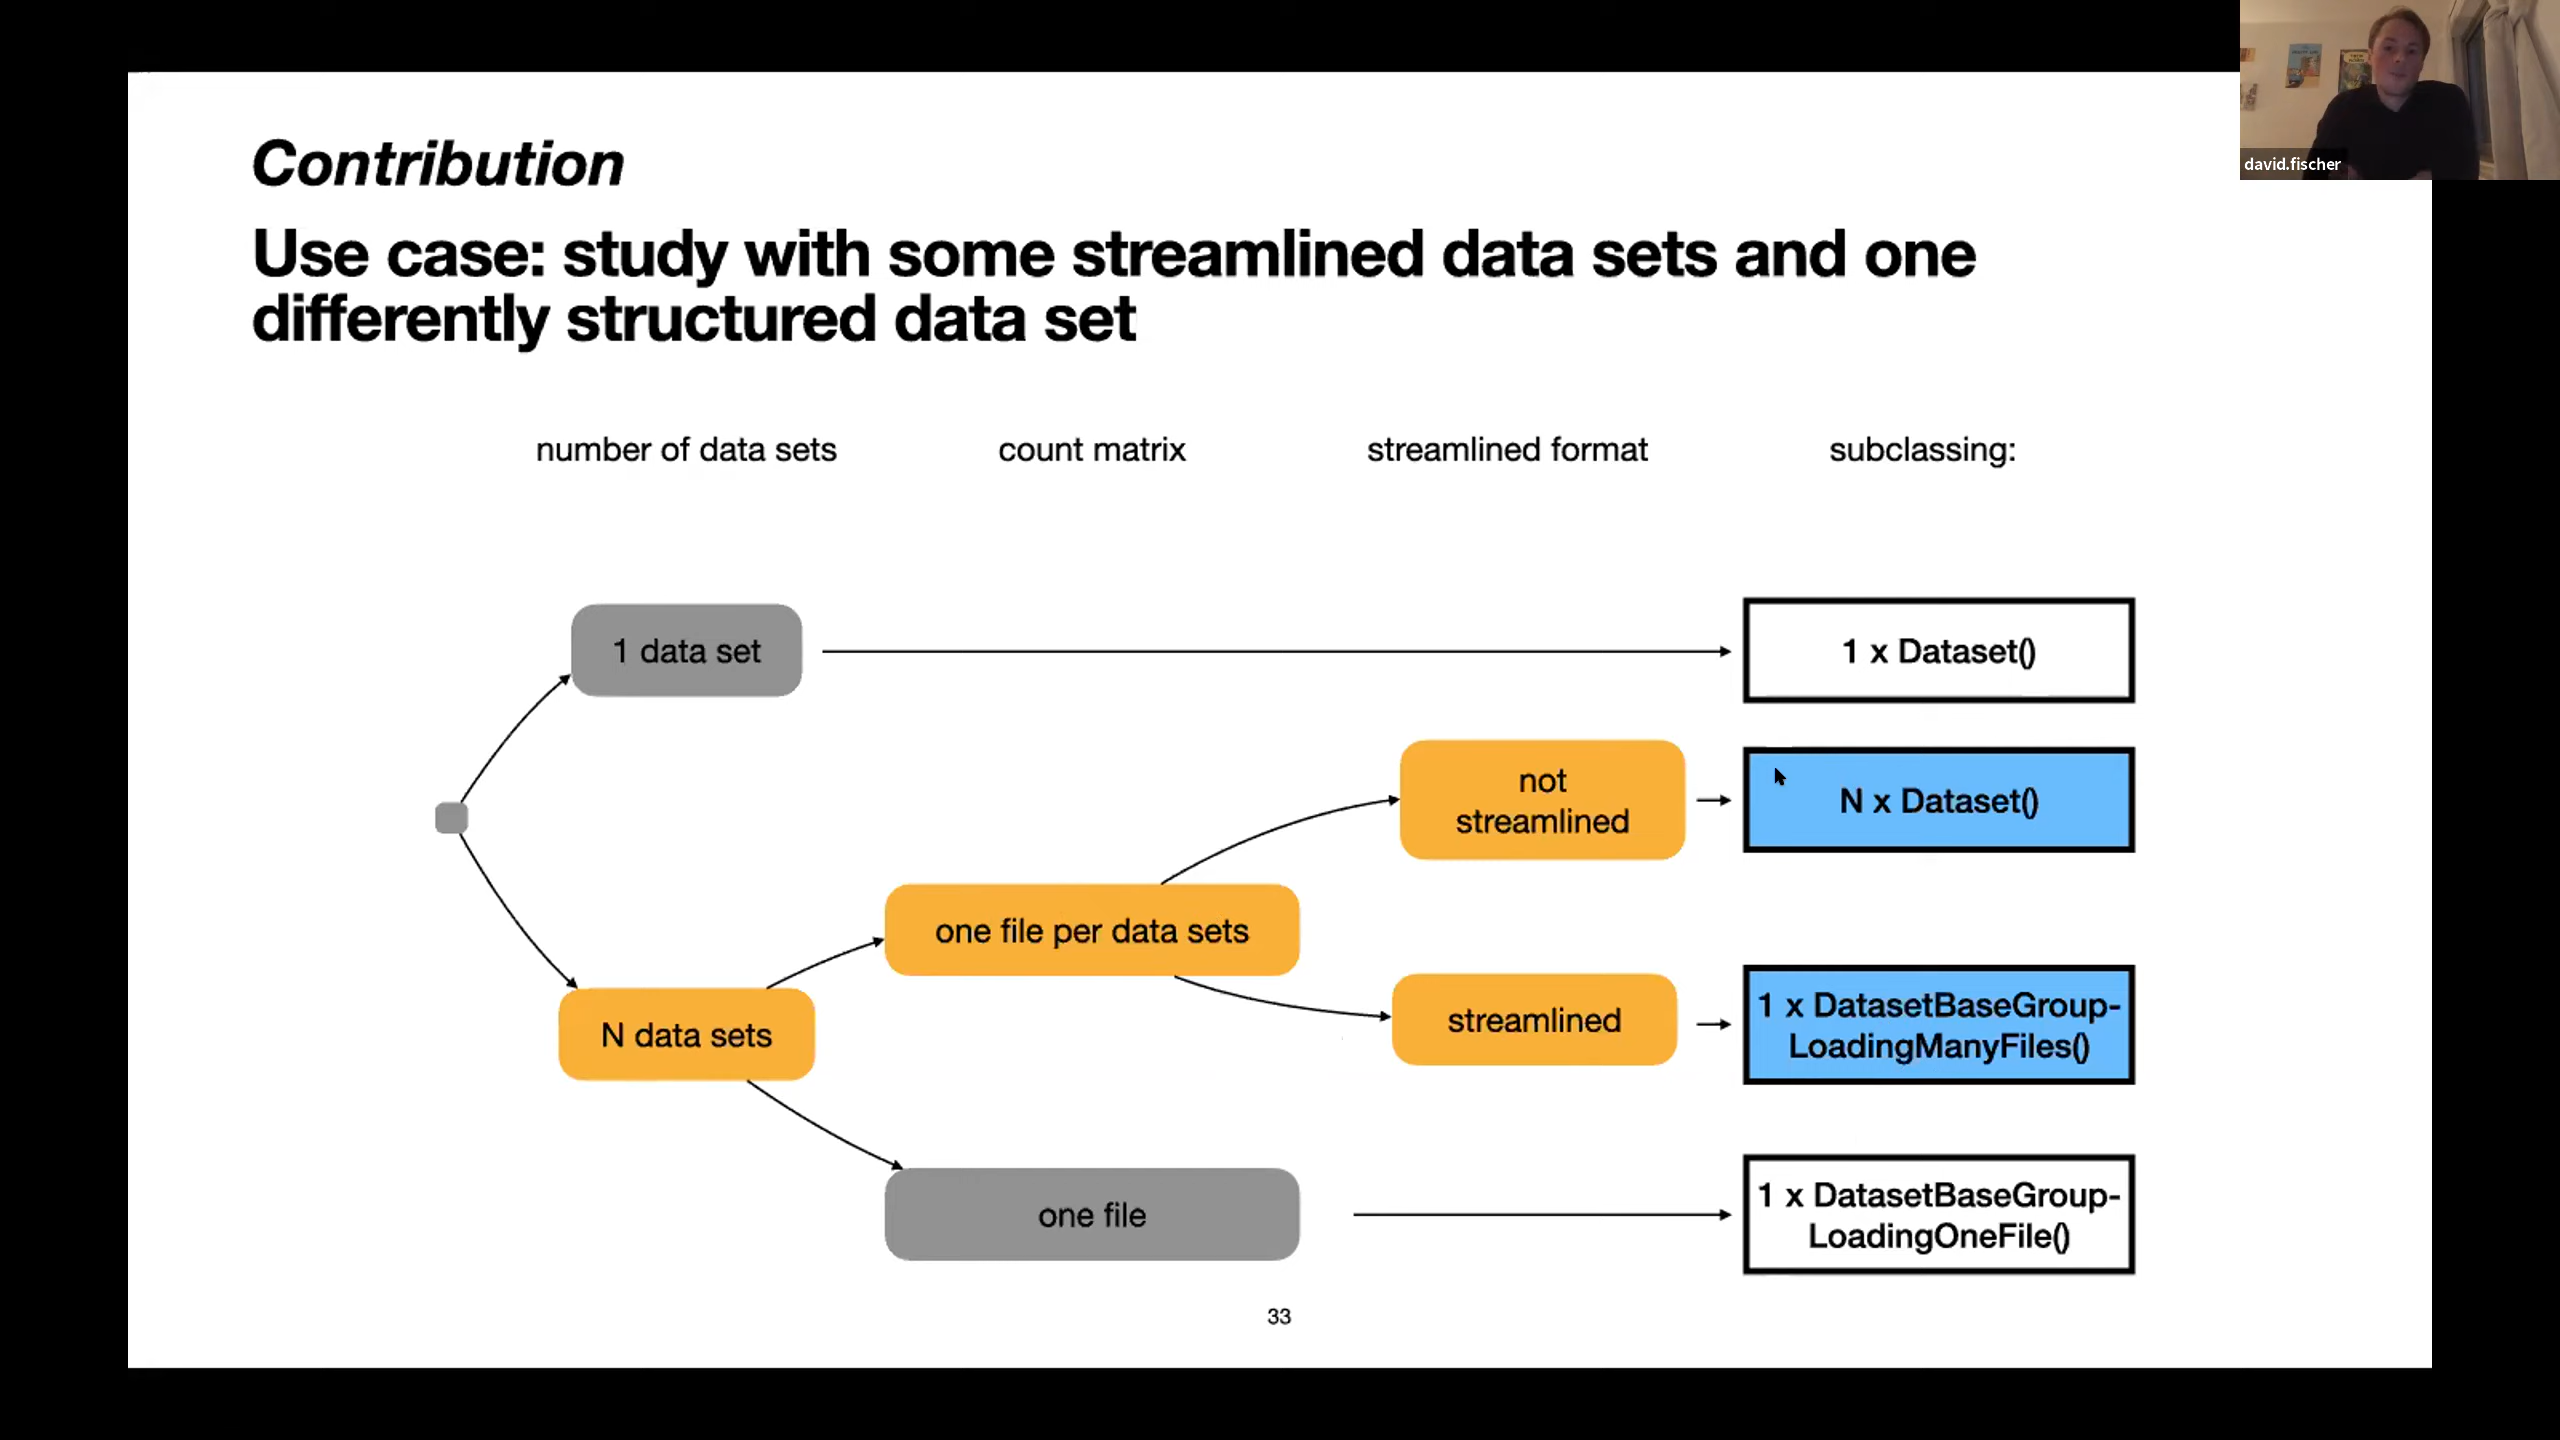 david.fischer
Contribution
Use case: study with some streamlined data sets and one
differently structured data set
number of data sets
count matrix
streamlined format
subclassing:
1 data set
1 x Dataset()
not
streamlined
N x Dataset()
one file per data sets
N data sets
streamlined
1 x DatasetBaseGroup-
LoadingManyFiles()
one file
1 x DatasetBaseGroup-
LoadingOneFile()
33